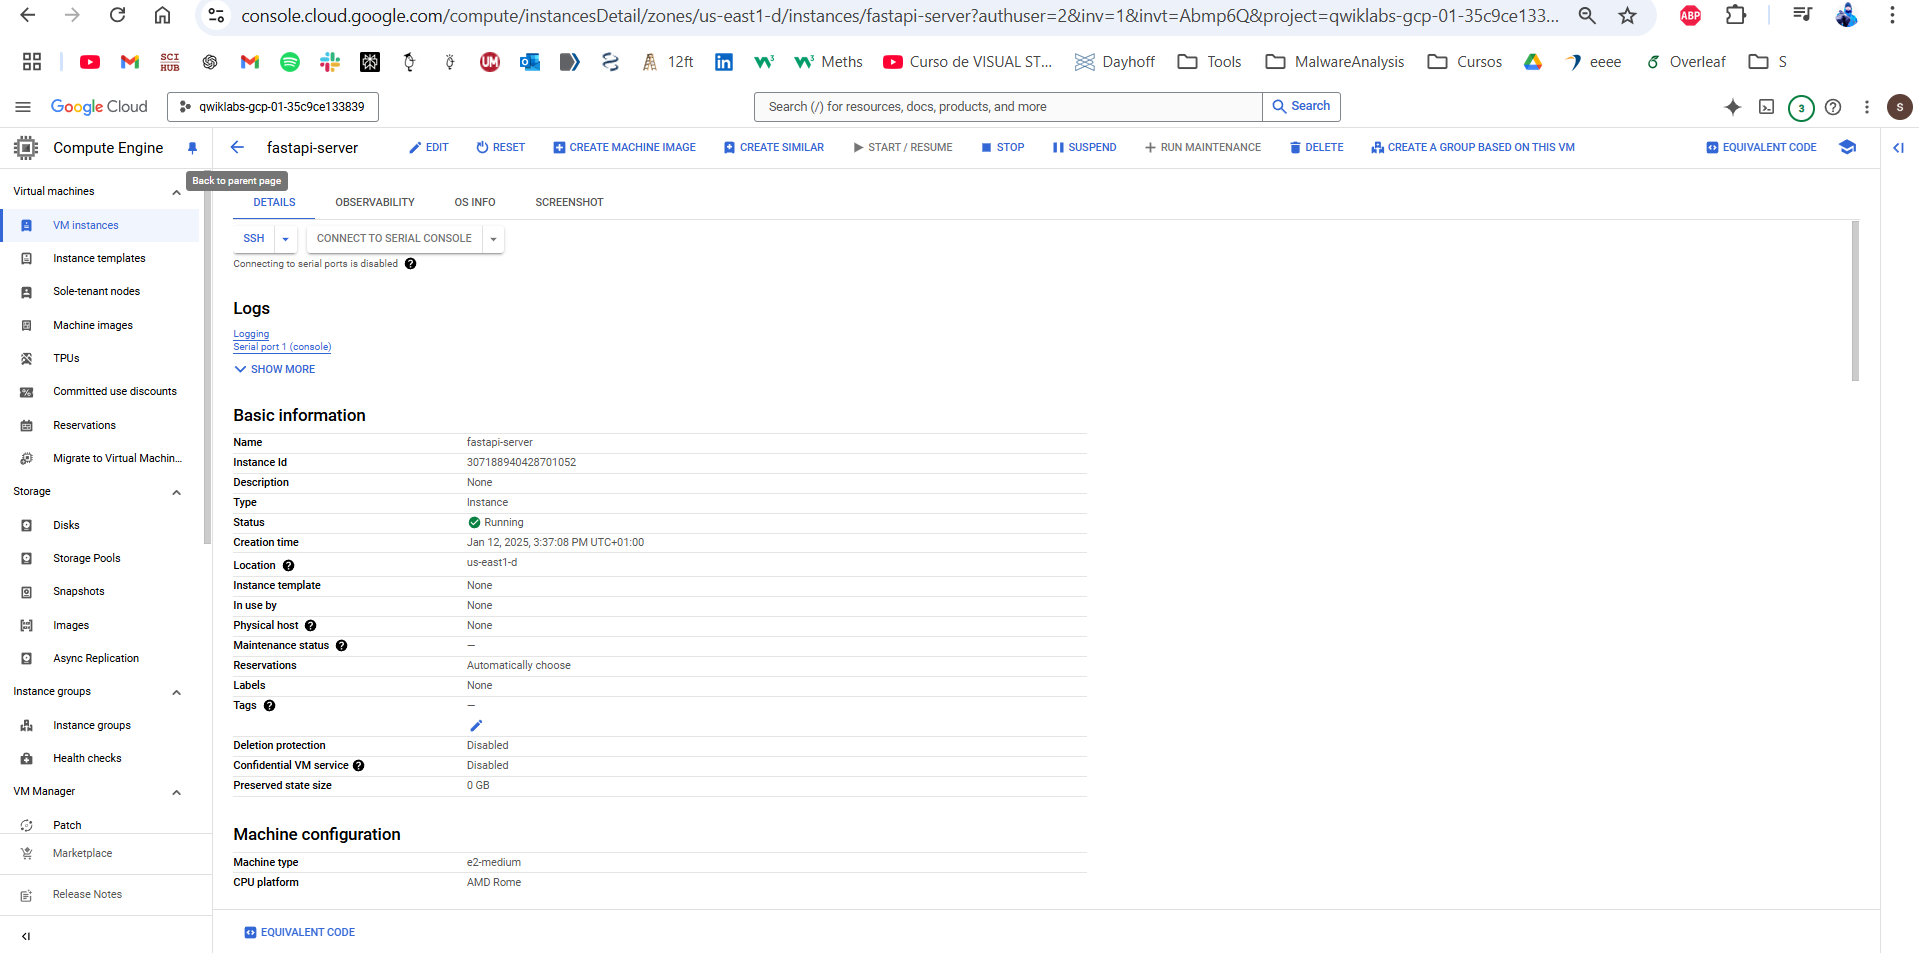 console.cloud.google.com/compute/instancesDetail/zones/us-east1-d/instances/fastapi-server?authuser=2&inv=1&invt=Abmp6Q&project=qwiklabs-gcp-01-35c9ce133...
ABP
SCI HUB
UM
12ft
Meths
Curso de VISUAL ST...
Dayhoff
Tools
MalwareAnalysis
Cursos
eeee
Overleaf
S
Google Cloud
qwiklabs-gcp-01-35c9ce133839
Search (/) for resources, docs, products, and more
Search
3
S
Compute Engine
fastapi-server
EDIT
RESET
CREATE MACHINE IMAGE
CREATE SIMILAR
START / RESUME
STOP
SUSPEND
RUN MAINTENANCE
DELETE
CREATE A GROUP BASED ON THIS VM
EQUIVALENT CODE
Back to parent page
Virtual machines
VM instances
Instance templates
Sole-tenant nodes
Machine images
TPUs
Committed use discounts
Reservations
Migrate to Virtual Machin...
Storage
Disks
Storage Pools
Snapshots
Images
Async Replication
Instance groups
Instance groups
Health checks
VM Manager
Patch
Marketplace
Release Notes
DETAILS
OBSERVABILITY
OS INFO
SCREENSHOT
SSH
CONNECT TO SERIAL CONSOLE
Connecting to serial ports is disabled
Logs
Logging
Serial port 1 (console)
SHOW MORE
Basic information
Name fastapi-server
Instance Id 307188940428701052
Description None
Type Instance
Status Running
Creation time Jan 12, 2025, 3:37:08 PM UTC+01:00
Location us-east1-d
Instance template None
In use by None
Physical host None
Maintenance status —
Reservations Automatically choose
Labels None
Tags —
Deletion protection Disabled
Confidential VM service Disabled
Preserved state size 0 GB
Machine configuration
Machine type e2-medium
CPU platform AMD Rome
EQUIVALENT CODE